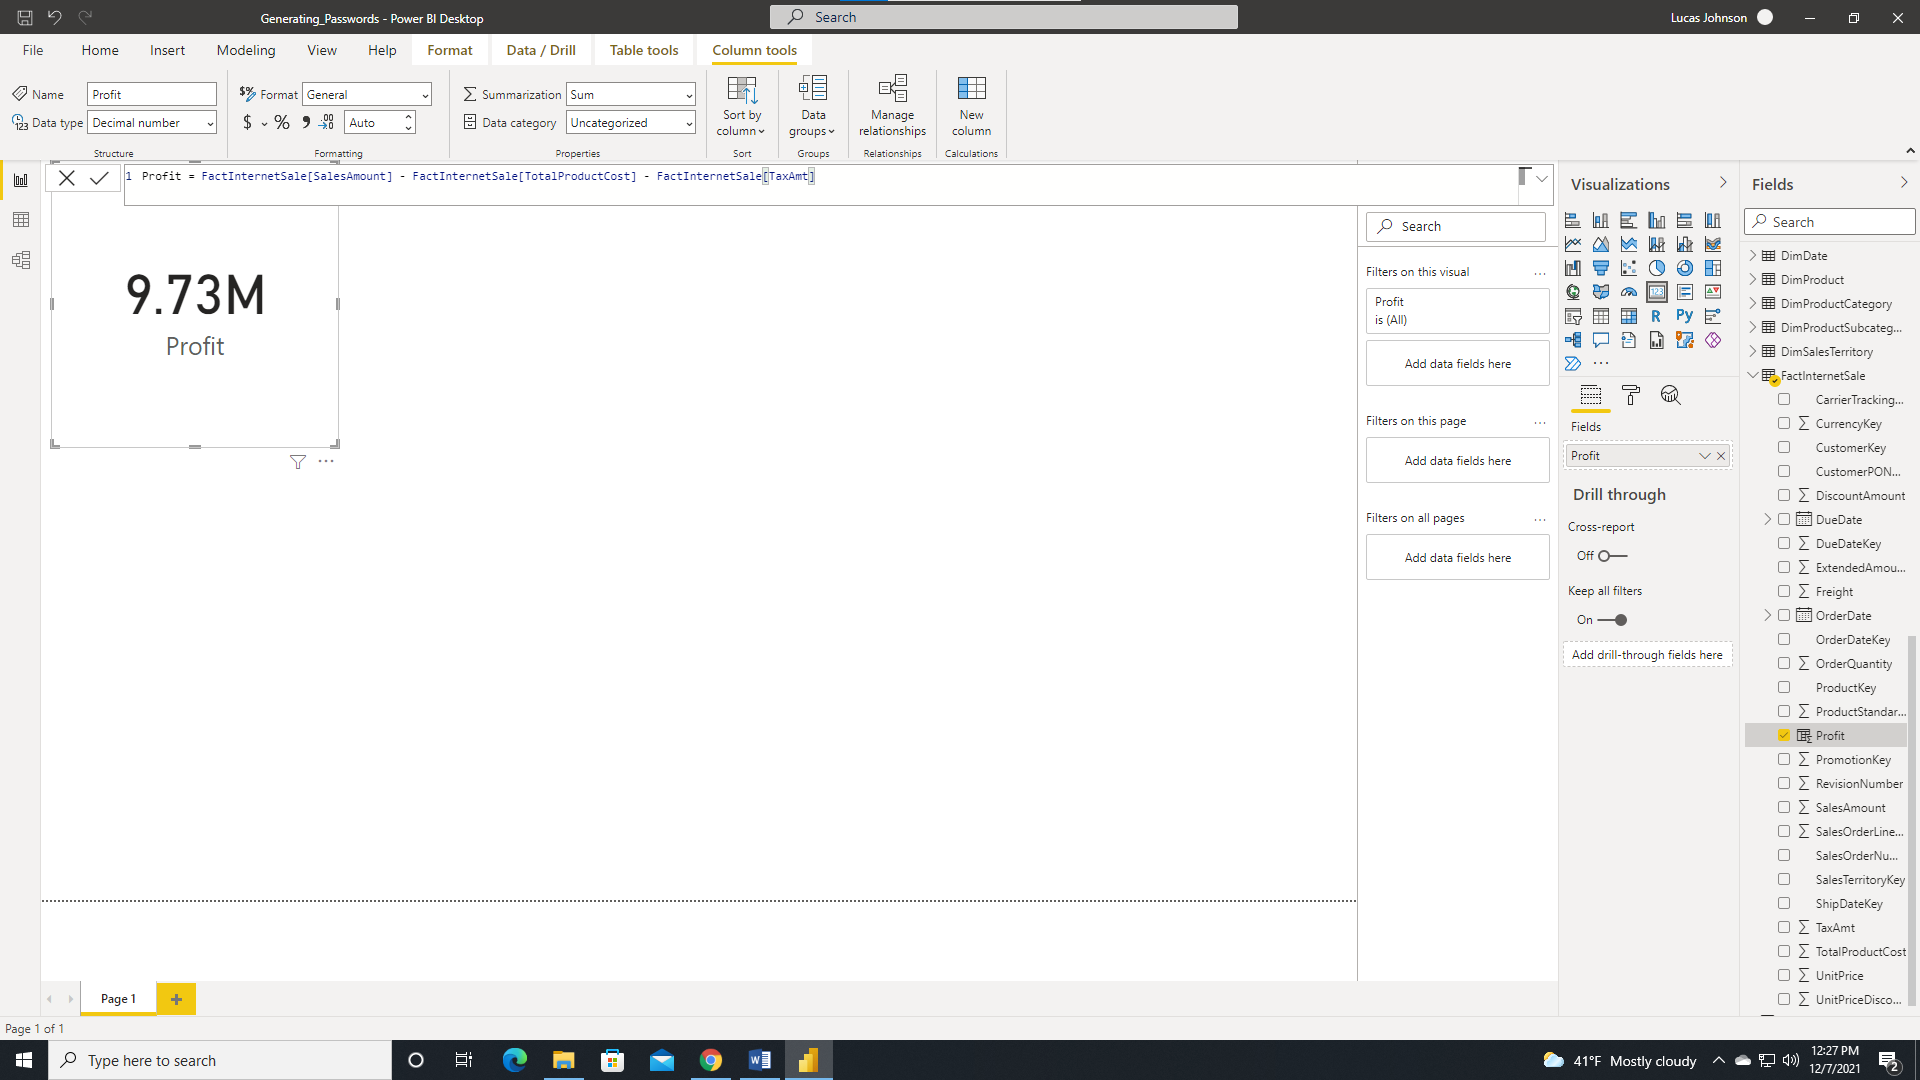 Generating_Passwords - Power BI Desktop
Search
Lucas Johnson
File
Home
Insert
Modeling
View
Help
Format
Data / Drill
Table tools
Column tools
Name
Profit
Data type
Decimal number
Structure
Format
General
$
%
Auto
Formatting
Summarization
Sum
Data category
Uncategorized
Properties
Sort by
column
Sort
Data
groups
Groups
Manage
relationships
Relationships
New
column
Calculations
1 Profit = FactInternetSale[SalesAmount] - FactInternetSale[TotalProductCost] - FactInternetSale[TaxAmt]
9.73M
Profit
Search
Filters on this visual
Profit
is (All)
Add data fields here
Filters on this page
Add data fields here
Filters on all pages
Add data fields here
Visualizations
R
Py
Fields
Profit
Drill through
Cross-report
Off
Keep all filters
On
Add drill-through fields here
Fields
Search
DimDate
DimProduct
DimProductCategory
DimProductSubcateg...
DimSalesTerritory
FactInternetSale
CarrierTracking...
CurrencyKey
CustomerKey
CustomerPON...
DiscountAmount
DueDate
DueDateKey
ExtendedAmou...
Freight
OrderDate
OrderDateKey
OrderQuantity
ProductKey
ProductStandar...
Profit
PromotionKey
RevisionNumber
SalesAmount
SalesOrderLine...
SalesOrderNu...
SalesTerritoryKey
ShipDateKey
TaxAmt
TotalProductCost
UnitPrice
UnitPriceDisco...
Page 1
Page 1 of 1
Type here to search
41°F Mostly cloudy
12:27 PM
12/7/2021
2